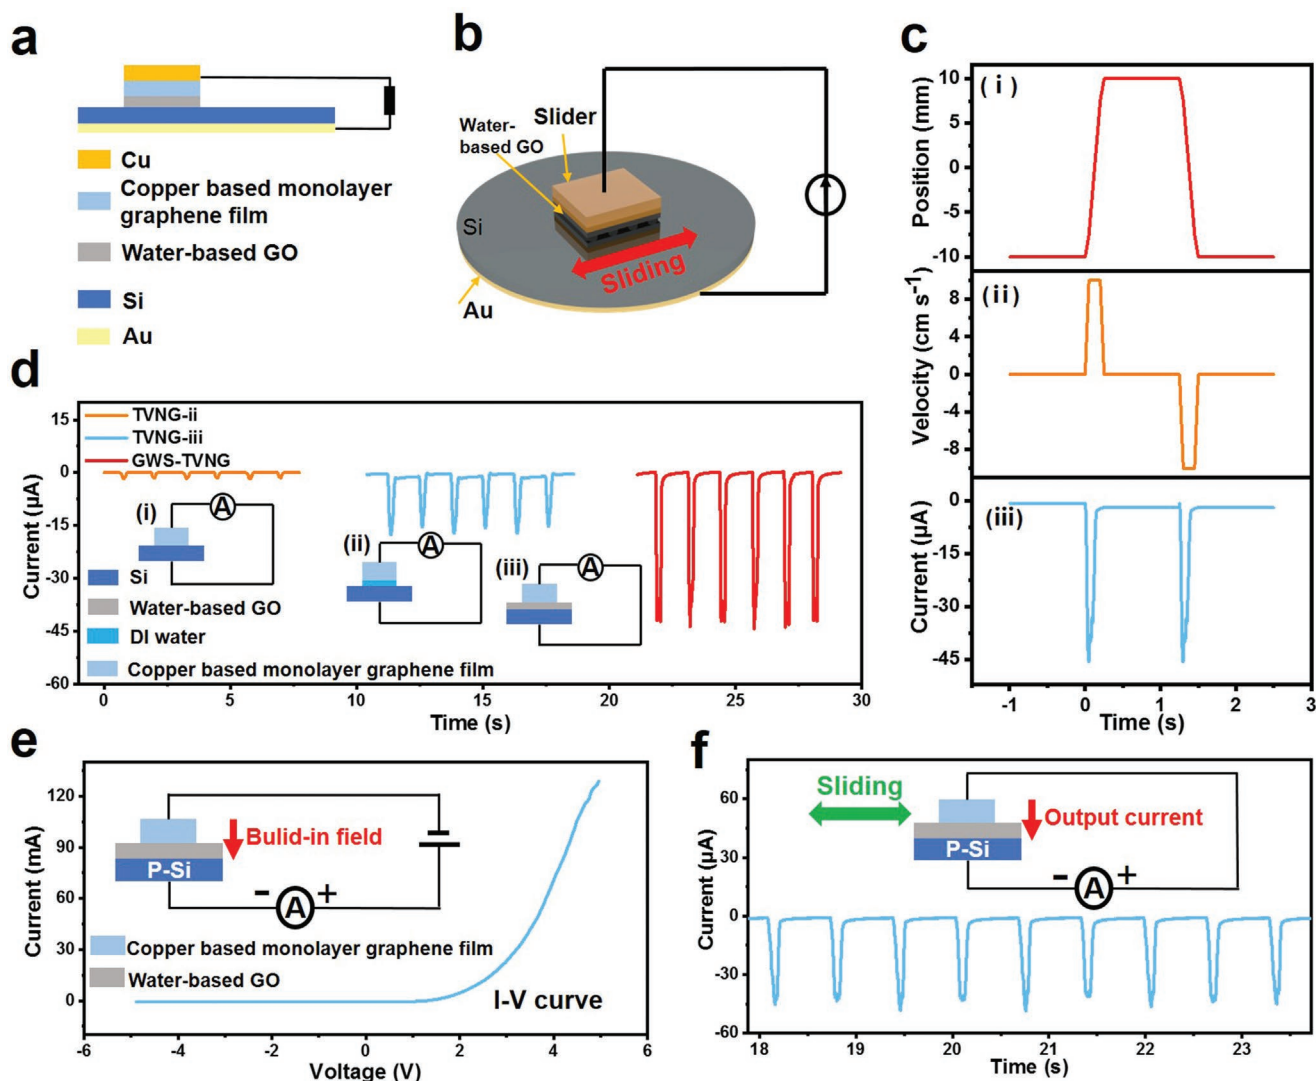 a
Cu
Copper based monolayer
graphene film
Water-based GO
Si
Au
b
Water-
based GO
Slider
Si
Sliding
Au
c
(i)
Position (mm)
10
5
0
-5
-10
(ii)
Velocity (cm s⁻¹)
8
4
0
-4
-8
(iii)
Current (µA)
0
-15
-30
-45
-1
0
1
2
3
Time (s)
d
TVNG-ii
TVNG-iii
GWS-TVNG
Current (µA)
15
0
-15
-30
-45
-60
(i)
A
(ii)
A
(iii)
A
Si
Water-based GO
DI water
Copper based monolayer graphene film
0
5
10
15
20
25
30
Time (s)
e
Current (mA)
120
90
60
30
0
Bulid-in field
P-Si
-
A
+
Copper based monolayer graphene film
Water-based GO
I-V curve
-6
-4
-2
0
2
4
6
Voltage (V)
f
Current (µA)
60
30
0
-30
-60
Sliding
Output current
P-Si
-
A
+
18
19
20
21
22
23
Time (s)